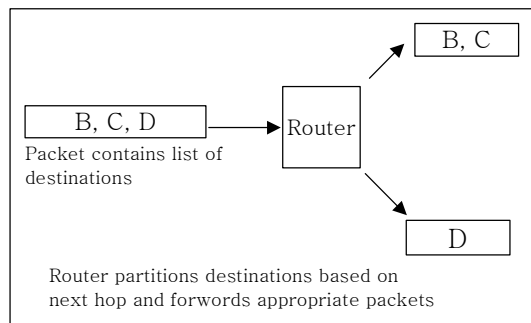 B, C
B, C, D
Router
Packet contains list of
destinations
D
Router partitions destinations based on
next hop and forwords appropriate packets